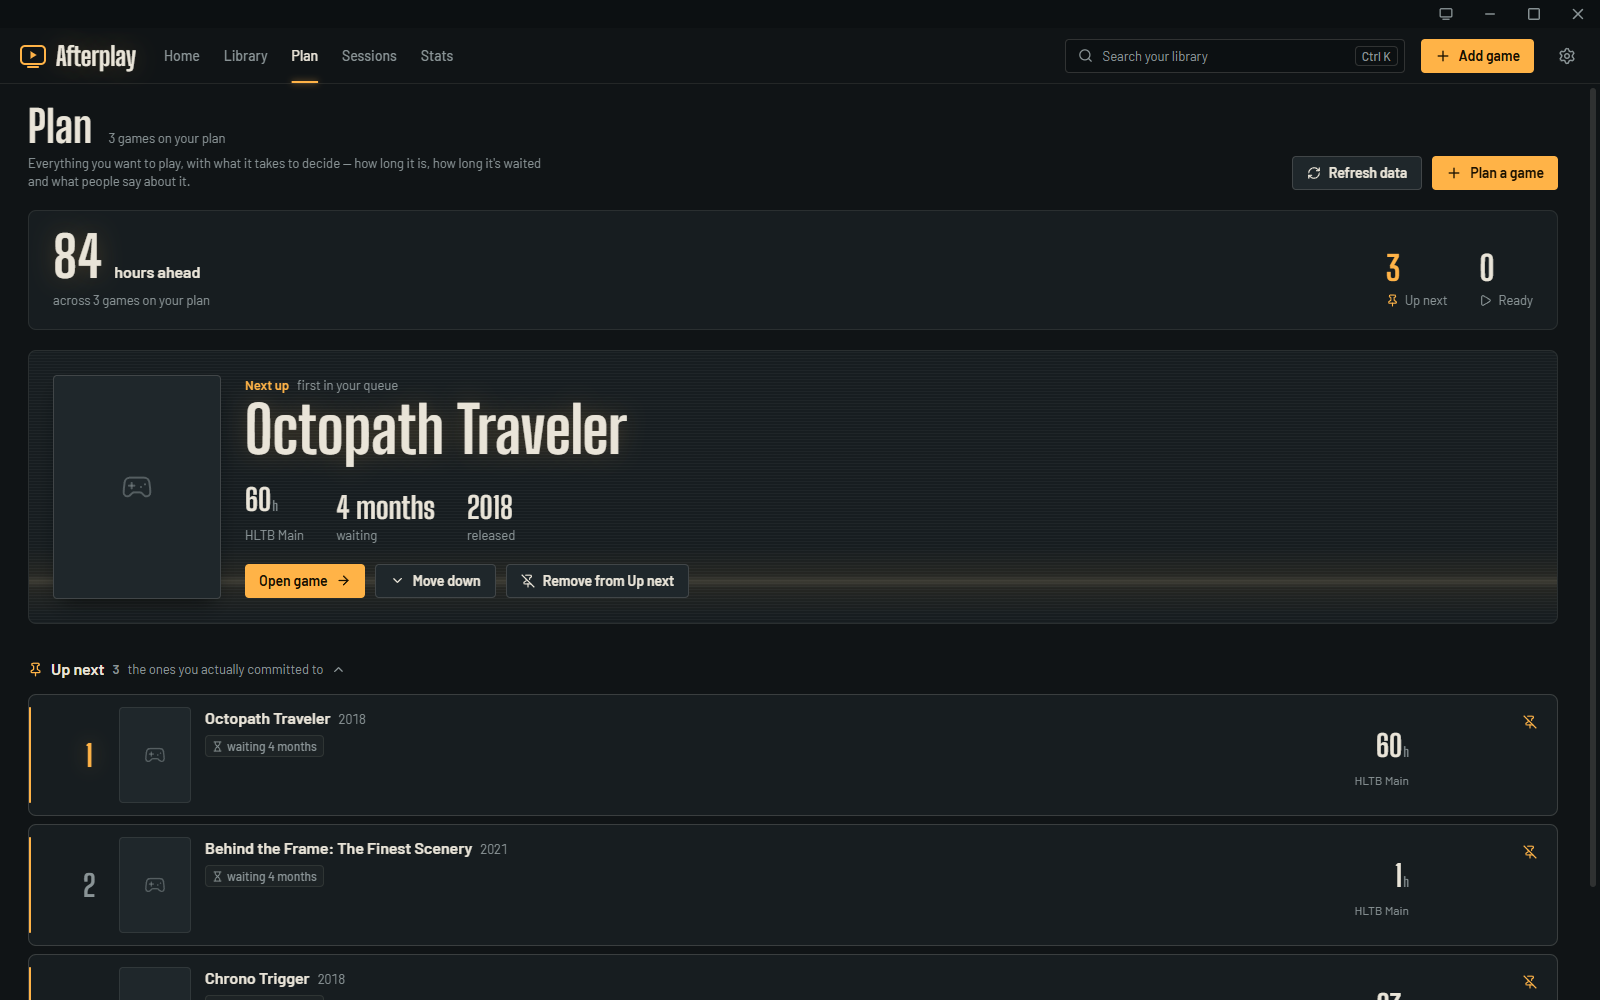 Afterplay
Home
Library
Plan
Sessions
Stats
Search your library
Ctrl K
Add game
Plan
3 games on your plan
Everything you want to play, with what it takes to decide — how long it is, how long it's waited
and what people say about it.
Refresh data
Plan a game
84 hours ahead
across 3 games on your plan
3
Up next
0
Ready
Next up first in your queue
Octopath Traveler
60h
HLTB Main
4 months
waiting
2018
released
Open game
Move down
Remove from Up next
Up next 3 the ones you actually committed to
1
Octopath Traveler 2018
waiting 4 months
60h
HLTB Main
2
Behind the Frame: The Finest Scenery 2021
waiting 4 months
1h
HLTB Main
Chrono Trigger 2018